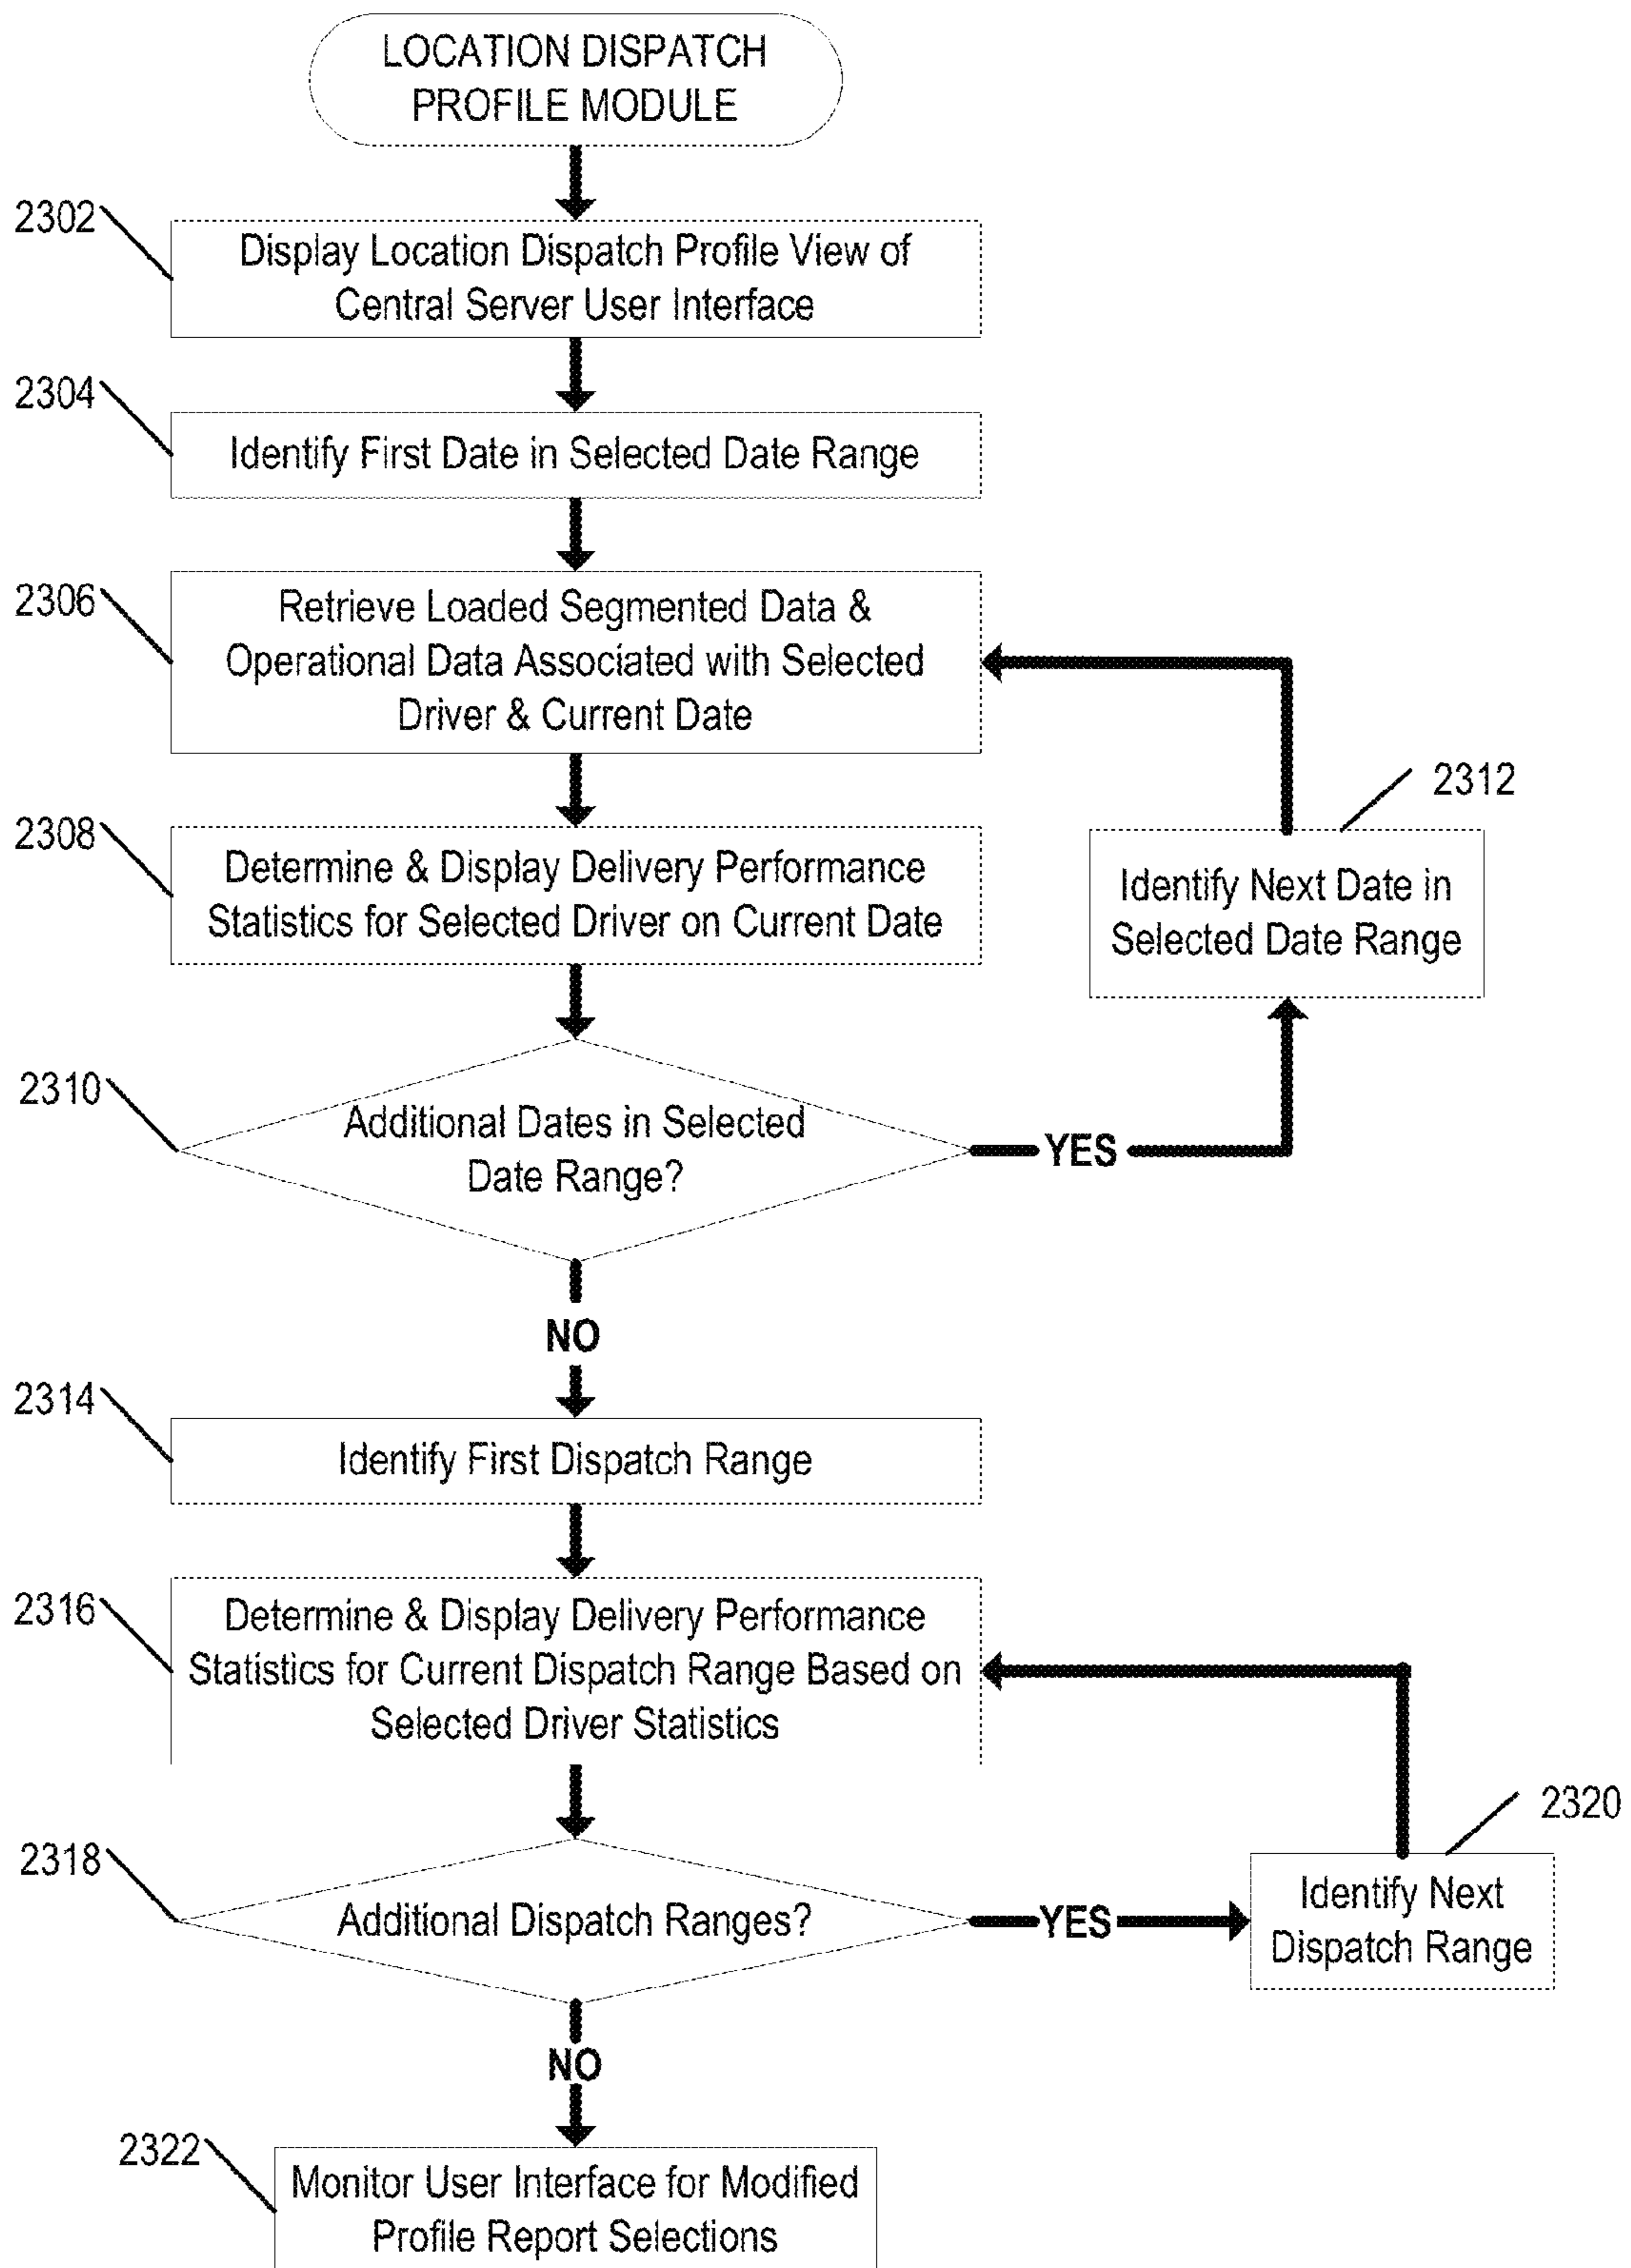 LOCATION DISPATCH
PROFILE MODULE
2302
Display Location Dispatch Profile View of
Central Server User Interface
2304
Identify First Date in Selected Date Range
2306
Retrieve Loaded Segmented Data &
Operational Data Associated with Selected
Driver & Current Date
2308
Determine & Display Delivery Performance
Statistics for Selected Driver on Current Date
2312
Identify Next Date in
Selected Date Range
2310
Additional Dates in Selected
Date Range?
YES
NO
2314
Identify First Dispatch Range
2316
Determine & Display Delivery Performance
Statistics for Current Dispatch Range Based on
Selected Driver Statistics
2318
Additional Dispatch Ranges?
YES
2320
Identify Next
Dispatch Range
NO
2322
Monitor User Interface for Modified
Profile Report Selections